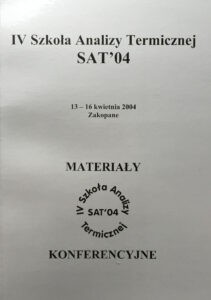 IV Szkoła Analizy Termicznej
SAT'04
13 – 16 kwietnia 2004
Zakopane
MATERIAŁY
IV Szkoła Analizy
SAT'04
Termicznej
KONFERENCYJNE